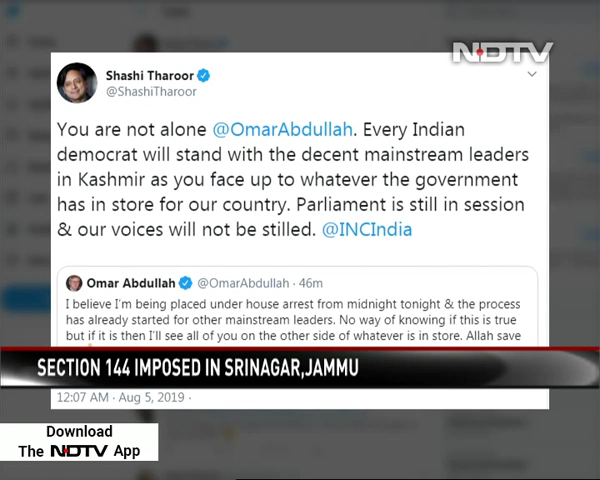 NDTV
Shashi Tharoor
@ShashiTharoor
You are not alone @OmarAbdullah. Every Indian
democrat will stand with the decent mainstream leaders
in Kashmir as you face up to whatever the government
has in store for our country. Parliament is still in session
& our voices will not be stilled. @INCIndia
Omar Abdullah @OmarAbdullah · 46m
I believe I'm being placed under house arrest from midnight tonight & the process
has already started for other mainstream leaders. No way of knowing if this is true
but if it is then I'll see all of you on the other side of whatever is in store. Allah save
SECTION 144 IMPOSED IN SRINAGAR,JAMMU
12:07 AM · Aug 5, 2019 ·
Download
The NDTV App